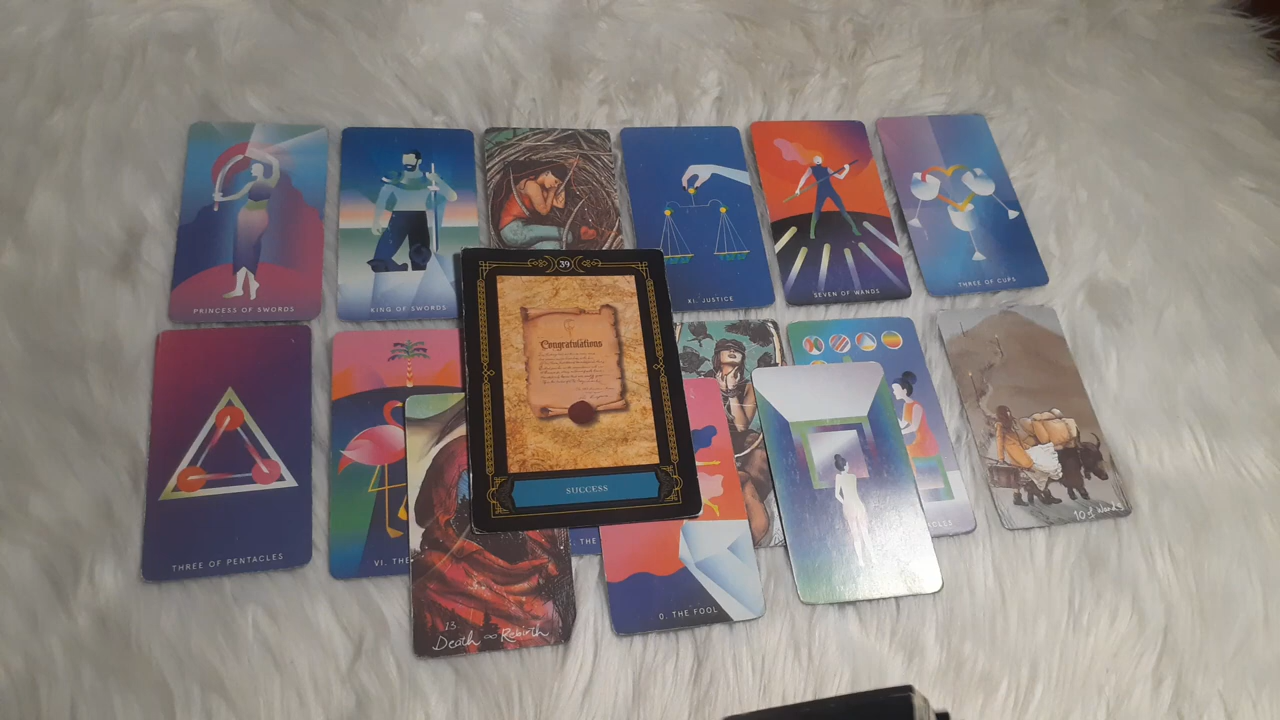 PRINCESS OF SWORDS
KING OF SWORDS
XI. JUSTICE
SEVEN OF WANDS
THREE OF CUPS
39
Congratulations
SUCCESS
THREE OF PENTACLES
VI. THE
. THE
13
Death ∞ Rebirth
0. THE FOOL
10 of Wands